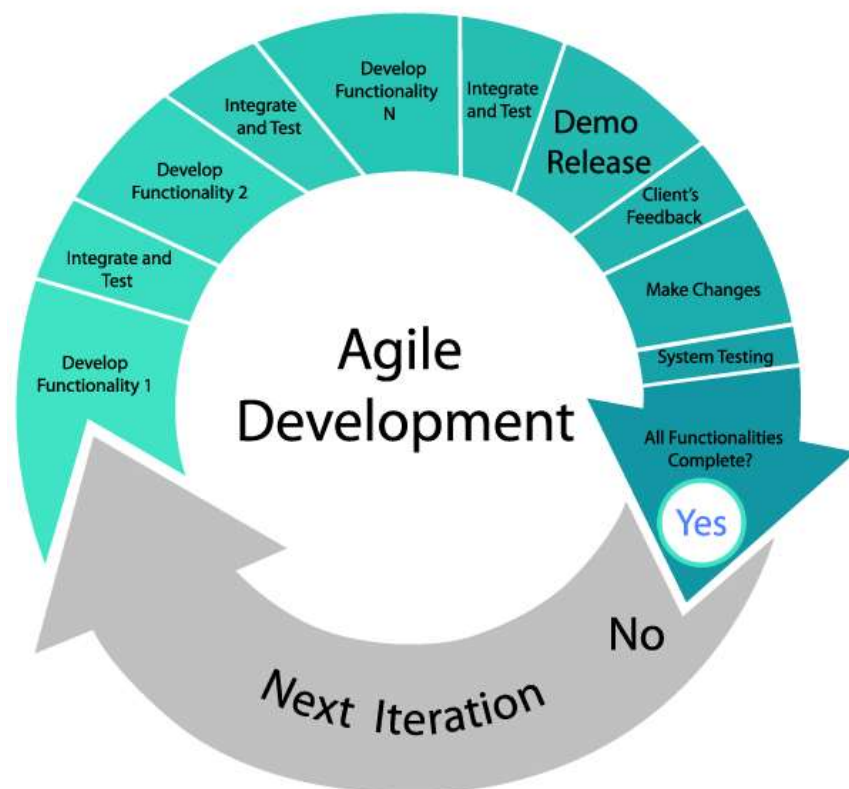 Develop
Functionality 1
Integrate and
Test
Develop
Functionality 2
Integrate
and Test
Develop
Functionality
N
Integrate
and Test
Demo
Release
Client's
Feedback
Make Changes
System Testing
All Functionalities
Complete?
Yes
No
Next Iteration
Agile
Development